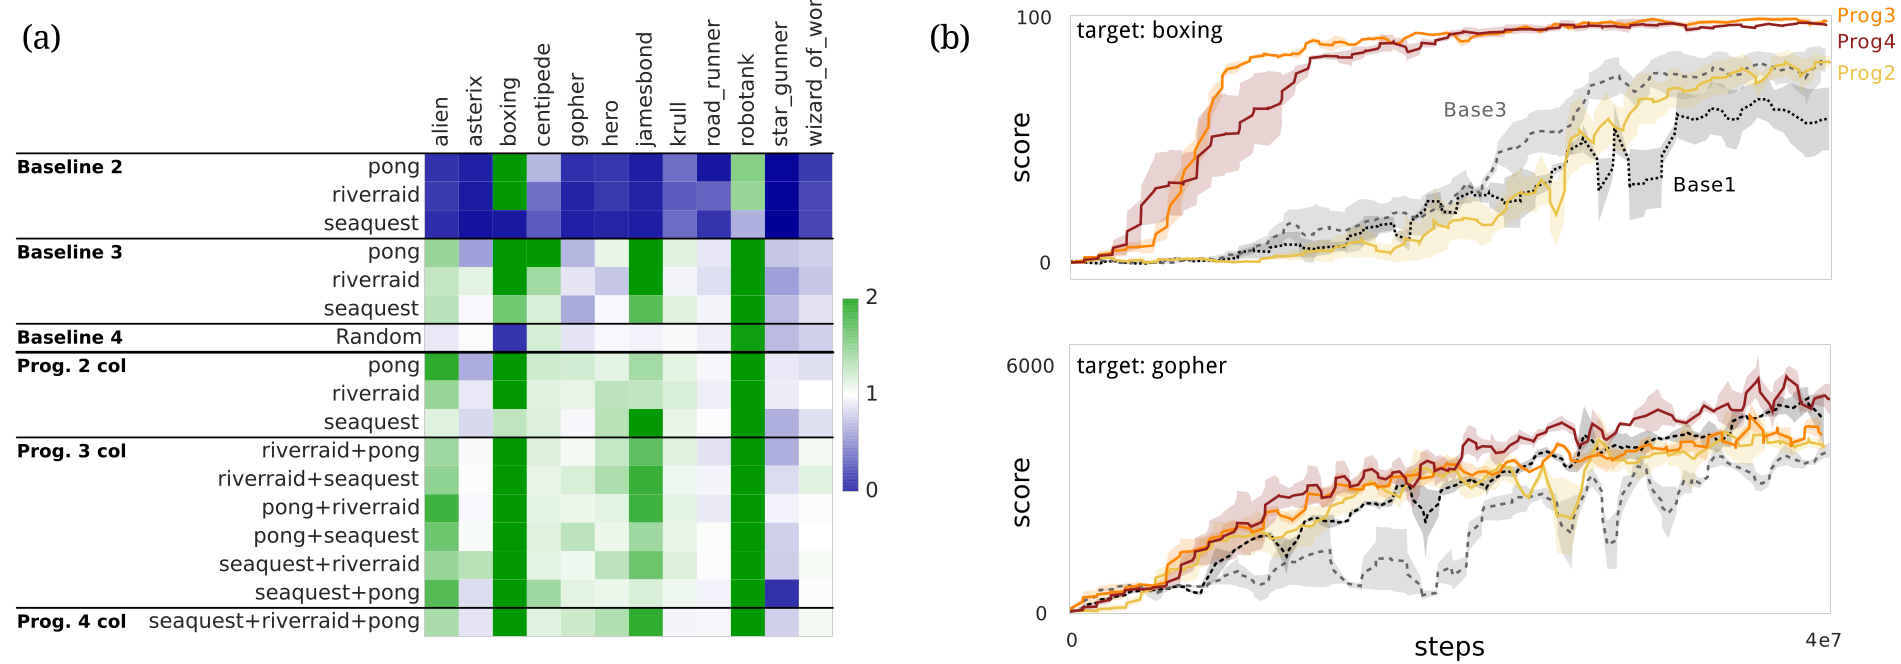 (a)
alien
asterix
boxing
centipede
gopher
hero
jamesbond
krull
road_runner
robotank
star_gunner
wizard_of_wor
Baseline 2
pong
riverraid
seaquest
Baseline 3
pong
riverraid
seaquest
Baseline 4
Random
Prog. 2 col
pong
riverraid
seaquest
Prog. 3 col
riverraid+pong
riverraid+seaquest
pong+riverraid
pong+seaquest
seaquest+riverraid
seaquest+pong
Prog. 4 col
seaquest+riverraid+pong
2
1
0
(b)
100
0
score
target: boxing
Prog3
Prog4
Prog2
Base3
Base1
6000
0
score
target: gopher
0
4e7
steps